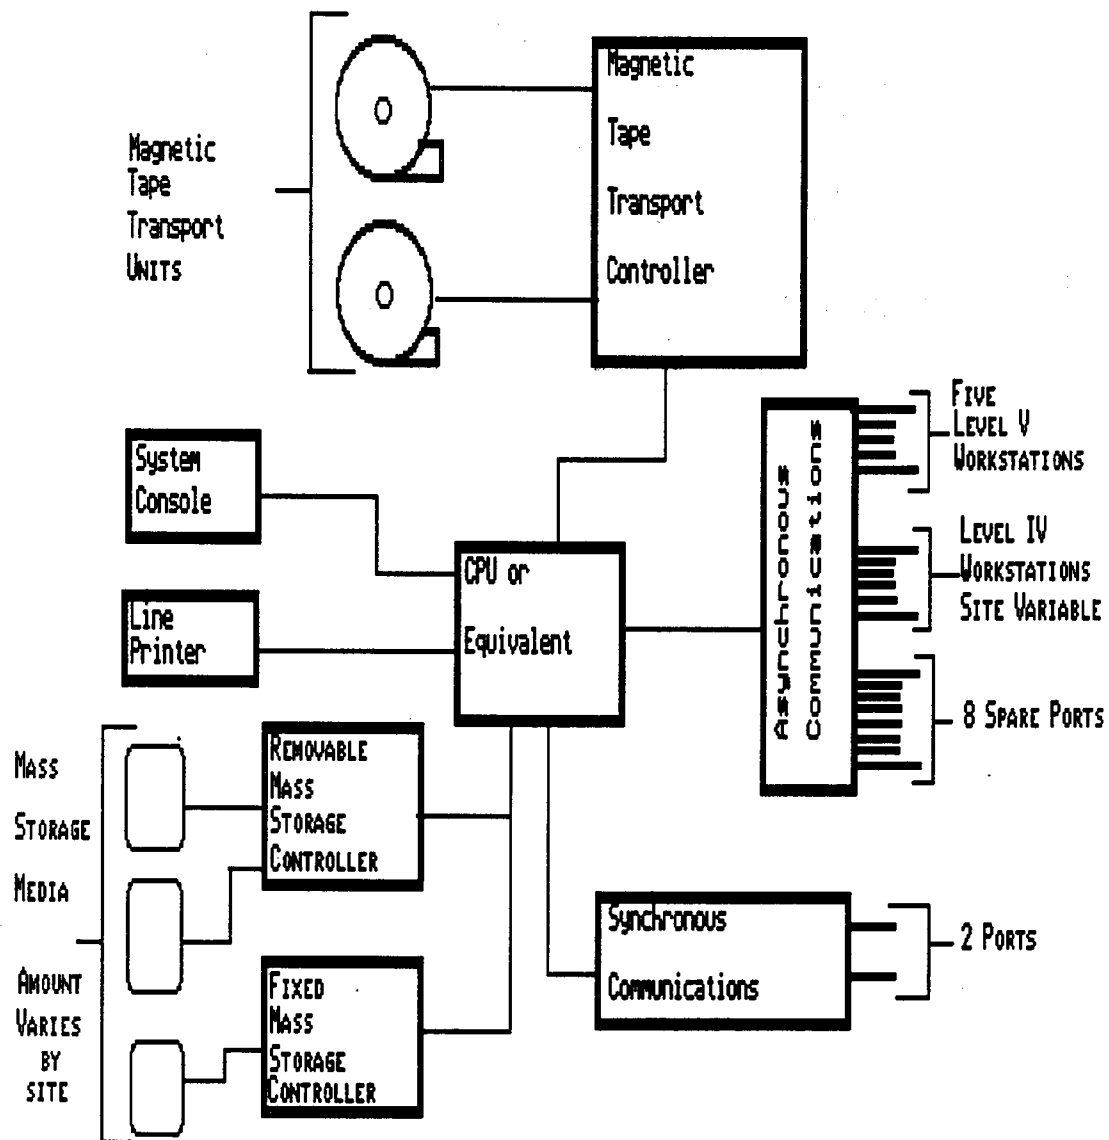 Magnetic
Tape
Transport
UNITS
Magnetic
Tape
Transport
Controller
System
Console
Line
Printer
CPU or
Equivalent
Asynchronous
Communications
FIVE
LEVEL V
WORKSTATIONS
LEVEL IV
WORKSTATIONS
SITE VARIABLE
8 SPARE PORTS
MASS
STORAGE
MEDIA
AMOUNT
VARIES
BY
SITE
REMOVABLE
MASS
STORAGE
CONTROLLER
FIXED
MASS
STORAGE
CONTROLLER
Synchronous
Communications
2 PORTS